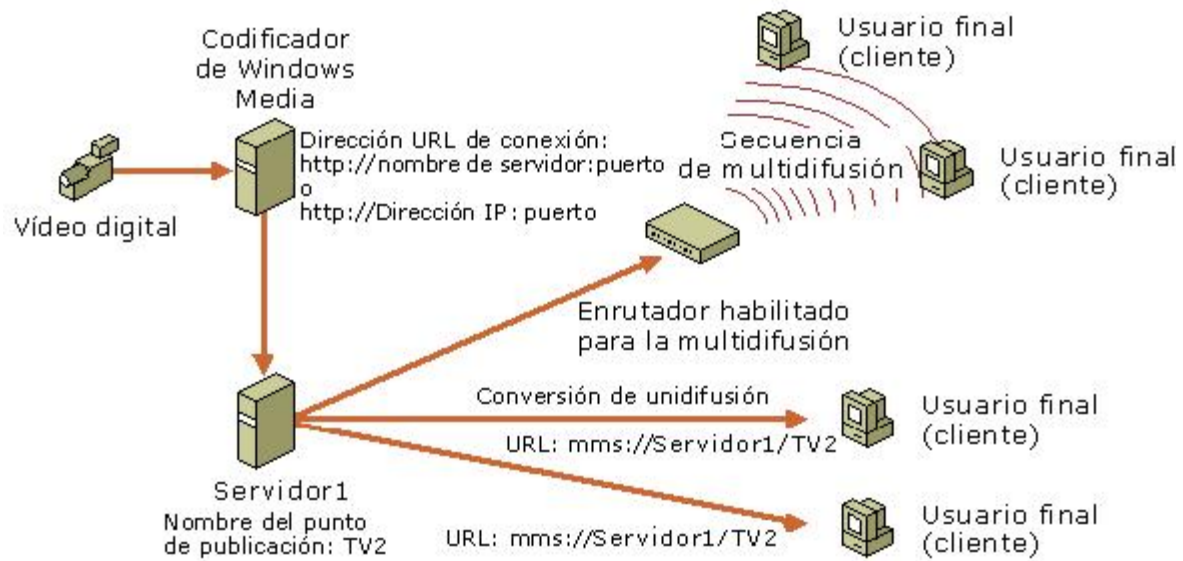 Codificador
de Windows
Media
Usuario final
(cliente)
Dirección URL de conexión:
http://nombre de servidor:puerto
o
http://Dirección IP: puerto
Secuencia
de multidifusión
Usuario final
(cliente)
Vídeo digital
Enrutador habilitado
para la multidifusión
Conversión de unidifusión
URL: mms://Servidor1/TV2
Usuario final
(cliente)
Servidor1
Nombre del punto
de publicación: TV2
URL: mms://Servidor1/TV2
Usuario final
(cliente)